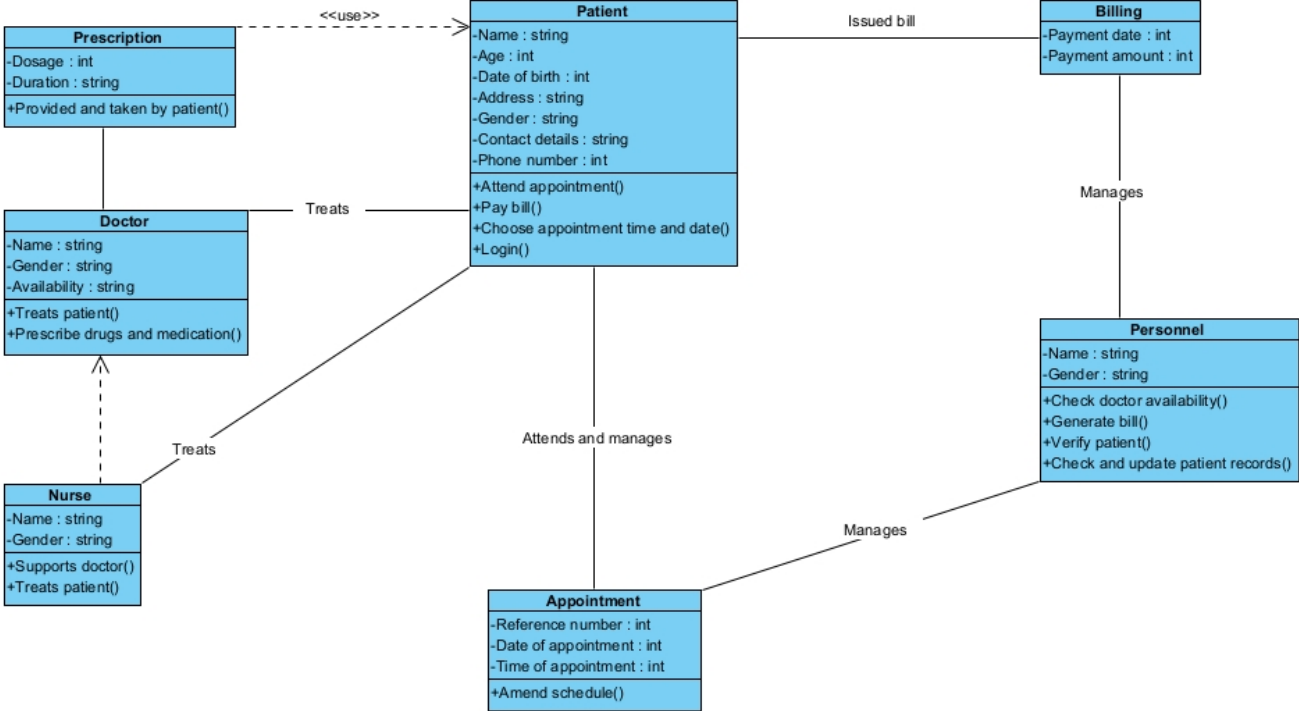 <<use>>
Prescription
-Dosage : int
-Duration : string
+Provided and taken by patient()
Patient
-Name : string
-Age : int
-Date of birth : int
-Address : string
-Gender : string
-Contact details : string
-Phone number : int
+Attend appointment()
+Pay bill()
+Choose appointment time and date()
+Login()
Issued bill
Billing
-Payment date : int
-Payment amount : int
Manages
Treats
Doctor
-Name : string
-Gender : string
-Availability : string
+Treats patient()
+Prescribe drugs and medication()
Personnel
-Name : string
-Gender : string
+Check doctor availability()
+Generate bill()
+Verify patient()
+Check and update patient records()
Treats
Attends and manages
Nurse
-Name : string
-Gender : string
+Supports doctor()
+Treats patient()
Manages
Appointment
-Reference number : int
-Date of appointment : int
-Time of appointment : int
+Amend schedule()